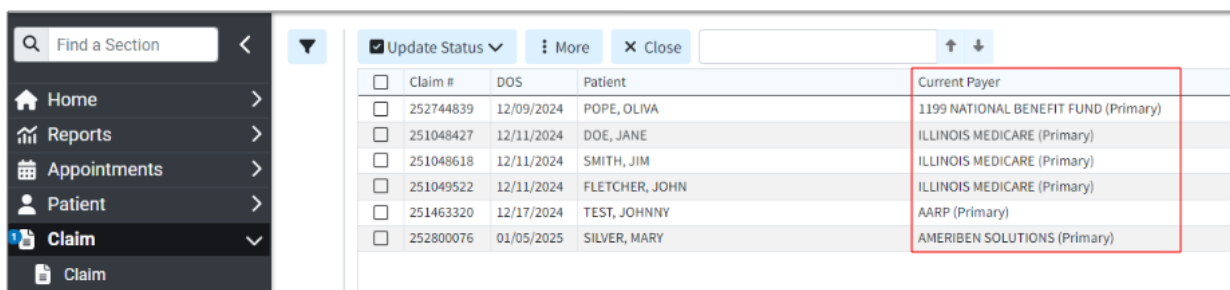 Find a Section
Update Status More Close
Claim # DOS Patient Current Payer
252744839 12/09/2024 POPE, OLIVA 1199 NATIONAL BENEFIT FUND (Primary)
251048427 12/11/2024 DOE, JANE ILLINOIS MEDICARE (Primary)
251048618 12/11/2024 SMITH, JIM ILLINOIS MEDICARE (Primary)
251049522 12/11/2024 FLETCHER, JOHN ILLINOIS MEDICARE (Primary)
251463320 12/17/2024 TEST, JOHNNY AARP (Primary)
252800076 01/05/2025 SILVER, MARY AMERIBEN SOLUTIONS (Primary)
Home
Reports
Appointments
Patient
1 Claim
Claim